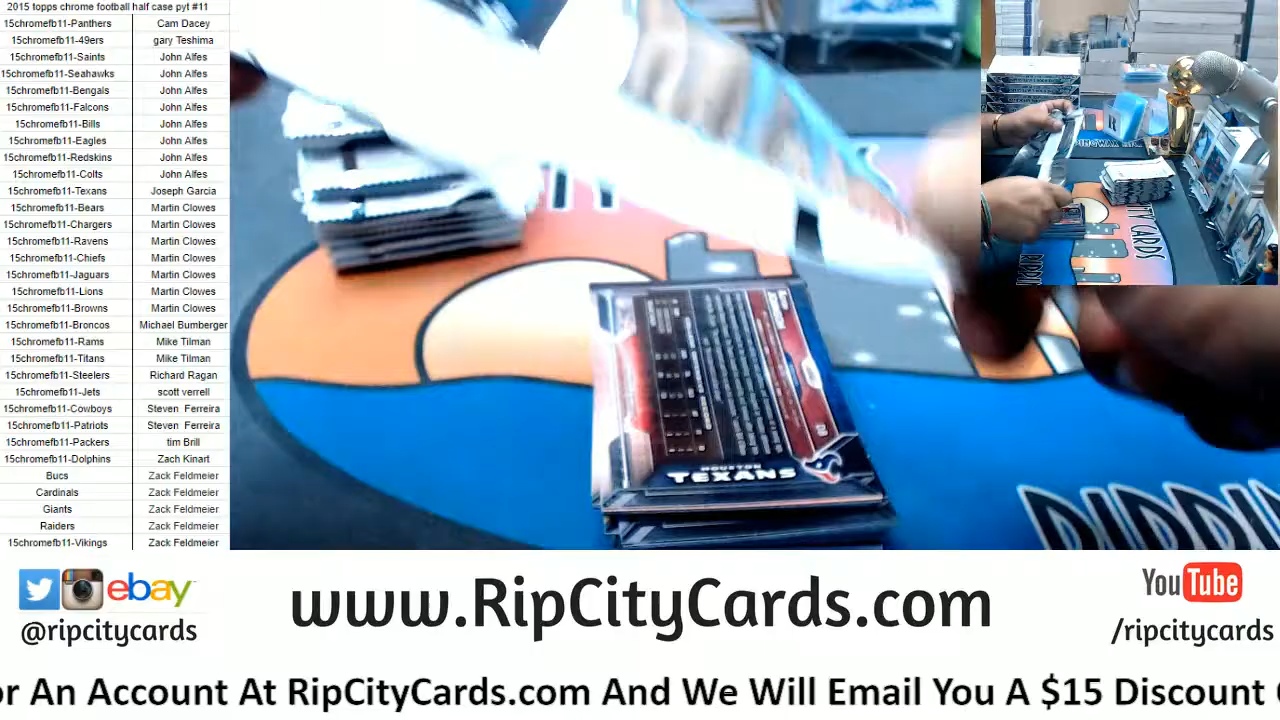 2015 topps chrome football half case pyt #11
15chromefb11-Panthers Cam Dacey
15chromefb11-49ers gary Teshima
15chromefb11-Saints John Alfes
15chromefb11-Seahawks John Alfes
15chromefb11-Bengals John Alfes
15chromefb11-Falcons John Alfes
15chromefb11-Bills John Alfes
15chromefb11-Eagles John Alfes
15chromefb11-Redskins John Alfes
15chromefb11-Colts John Alfes
15chromefb11-Texans Joseph Garcia
15chromefb11-Bears Martin Clowes
15chromefb11-Chargers Martin Clowes
15chromefb11-Ravens Martin Clowes
15chromefb11-Chiefs Martin Clowes
15chromefb11-Jaguars Martin Clowes
15chromefb11-Lions Martin Clowes
15chromefb11-Browns Martin Clowes
15chromefb11-Broncos Michael Bumberger
15chromefb11-Rams Mike Tilman
15chromefb11-Titans Mike Tilman
15chromefb11-Steelers Richard Ragan
15chromefb11-Jets scott verrell
15chromefb11-Cowboys Steven Ferreira
15chromefb11-Patriots Steven Ferreira
15chromefb11-Packers tim Brill
15chromefb11-Dolphins Zach Kinart
Bucs Zack Feldmeier
Cardinals Zack Feldmeier
Giants Zack Feldmeier
Raiders Zack Feldmeier
15chromefb11-Vikings Zack Feldmeier
HOUSTON
TEXANS
CARDS
ebay
@ripcitycards
www.RipCityCards.com
YouTube
/ripcitycards
An Account At RipCityCards.com And We Will Email You A $15 Discount